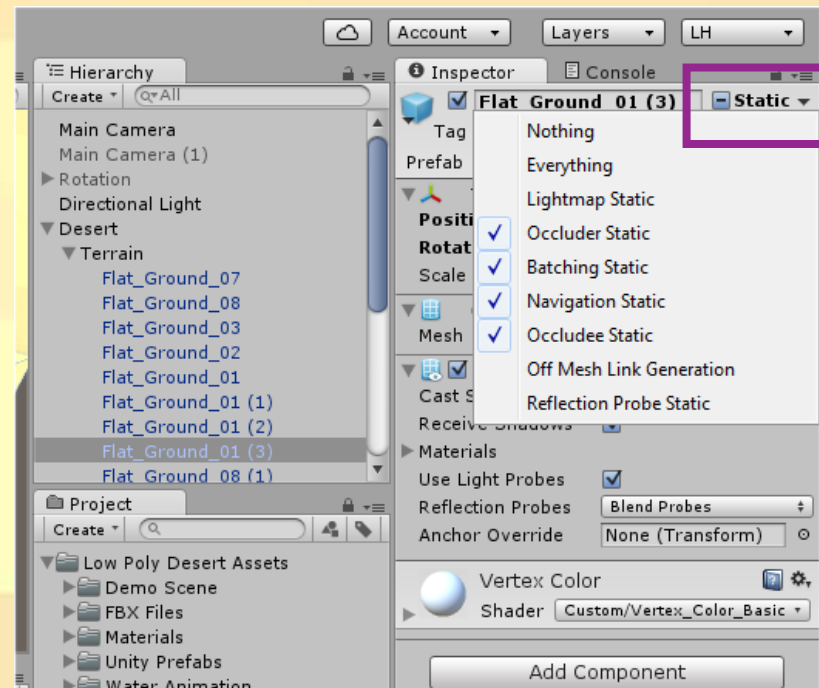 Account
Layers
LH
Hierarchy
Create
All
Main Camera
Main Camera (1)
Rotation
Directional Light
Desert
Terrain
Flat_Ground_07
Flat_Ground_08
Flat_Ground_03
Flat_Ground_02
Flat_Ground_01
Flat_Ground_01 (1)
Flat_Ground_01 (2)
Flat_Ground_01 (3)
Flat_Ground_08 (1)
Project
Create
Low Poly Desert Assets
Demo Scene
FBX Files
Materials
Unity Prefabs
Water Animation
Inspector
Console
Flat_Ground_01 (3)
Static
Tag
Prefab
Nothing
Everything
Lightmap Static
Occluder Static
Batching Static
Navigation Static
Occludee Static
Off Mesh Link Generation
Reflection Probe Static
Positi
Rotat
Scale
Mesh
Cast S
Receive Shadows
Materials
Use Light Probes
Reflection Probes
Blend Probes
Anchor Override
None (Transform)
Vertex Color
Shader
Custom/Vertex_Color_Basic
Add Component